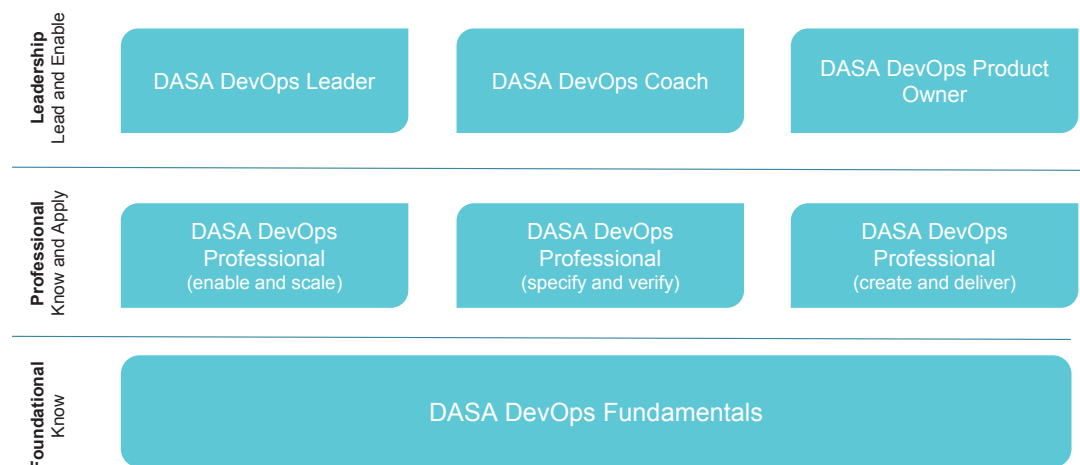 Leadership
Lead and Enable
DASA DevOps Leader
DASA DevOps Coach
DASA DevOps Product
Owner
Professional
Know and Apply
DASA DevOps
Professional
(enable and scale)
DASA DevOps
Professional
(specify and verify)
DASA DevOps
Professional
(create and deliver)
Foundational
Know
DASA DevOps Fundamentals